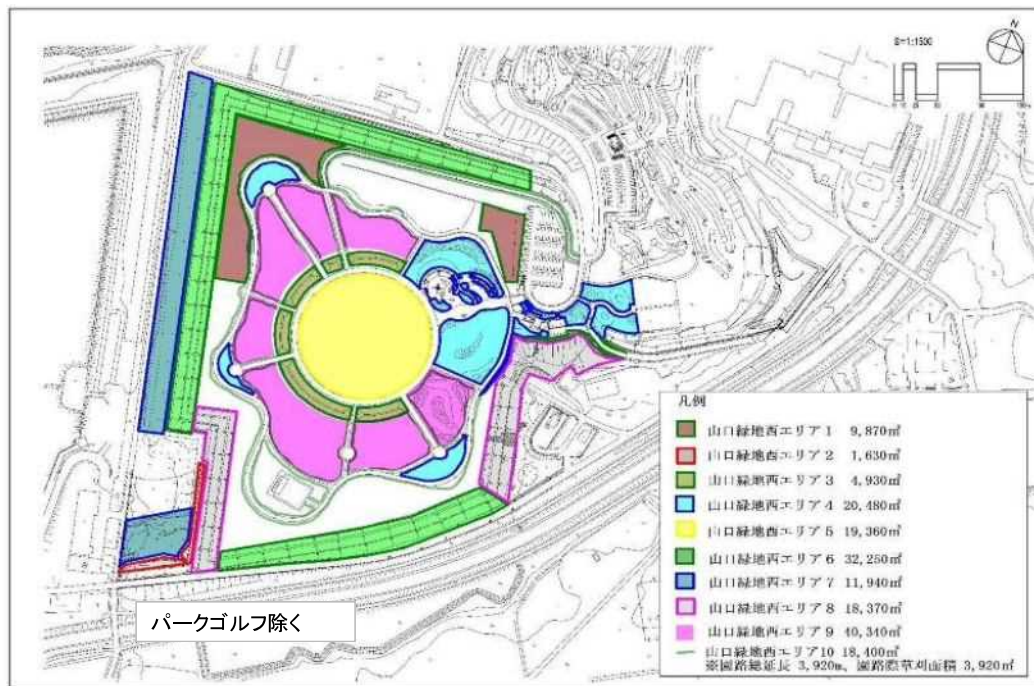 N
S=1:1500
凡例
山口緑地西エリア1 9,870㎡
山口緑地西エリア2 1,630㎡
山口緑地西エリア3 4,930㎡
山口緑地西エリア4 20,480㎡
山口緑地西エリア5 19,360㎡
山口緑地西エリア6 32,250㎡
山口緑地西エリア7 11,940㎡
山口緑地西エリア8 18,370㎡
山口緑地西エリア9 40,340㎡
山口緑地西エリア10 18,400㎡
※園路総延長 3,920m、園路際草刈面積 3,920㎡
パークゴルフ除く